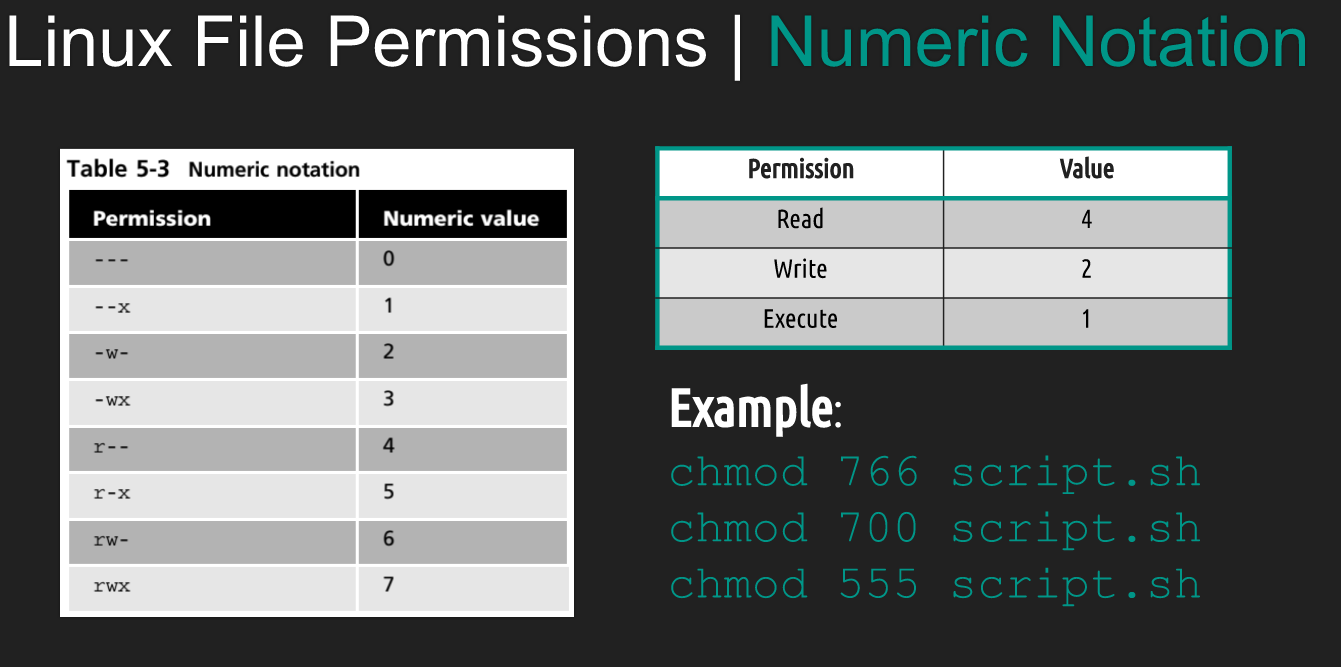 Linux File Permissions | Numeric Notation
Table 5-3 Numeric notation
Permission Numeric value
--- 0
--x 1
-w- 2
-wx 3
r-- 4
r-x 5
rw- 6
rwx 7
Permission Value
Read 4
Write 2
Execute 1
Example:
chmod 766 script.sh
chmod 700 script.sh
chmod 555 script.sh